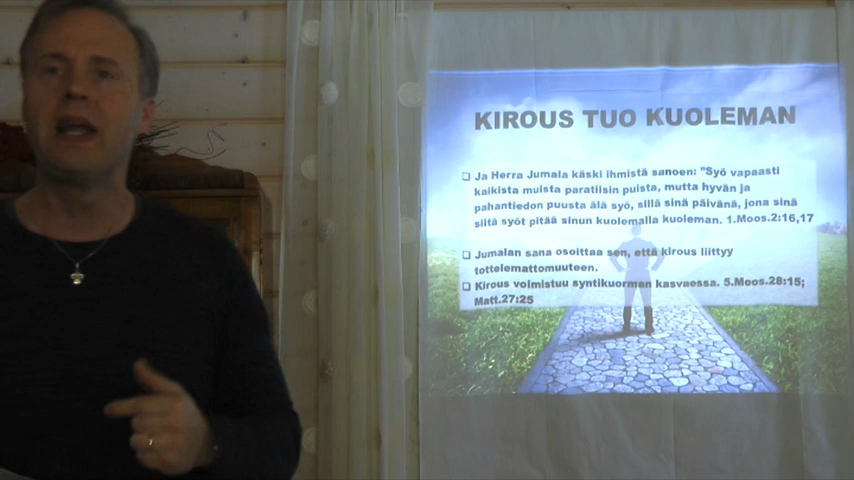 KIROUS TUO KUOLEMAN
❑ Ja Herra Jumala käski ihmistä sanoen: "Syö vapaasti
kaikista muista paratiisin puista, mutta hyvän ja
pahantiedon puusta älä syö, sillä sinä päivänä, jona sinä
siitä syöt pitää sinun kuolemalla kuoleman. 1.Moos.2:16,17
❑ Jumalan sana osoittaa sen, että kirous liittyy
tottelemattomuuteen.
❑ Kirous voimistuu syntikuorman kasvaessa. 5.Moos.28:15;
Matt.27:25